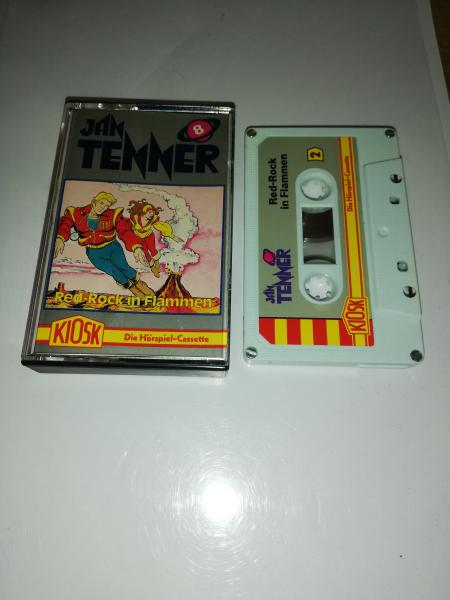 JAN
TENNER
8
Red-Rock in Flammen
KIOSK
Die Hörspiel-Cassette
Red-Rock
in Flammen
2
JAN
TENNER
KIOSK
Die Hörspiel-Cassette